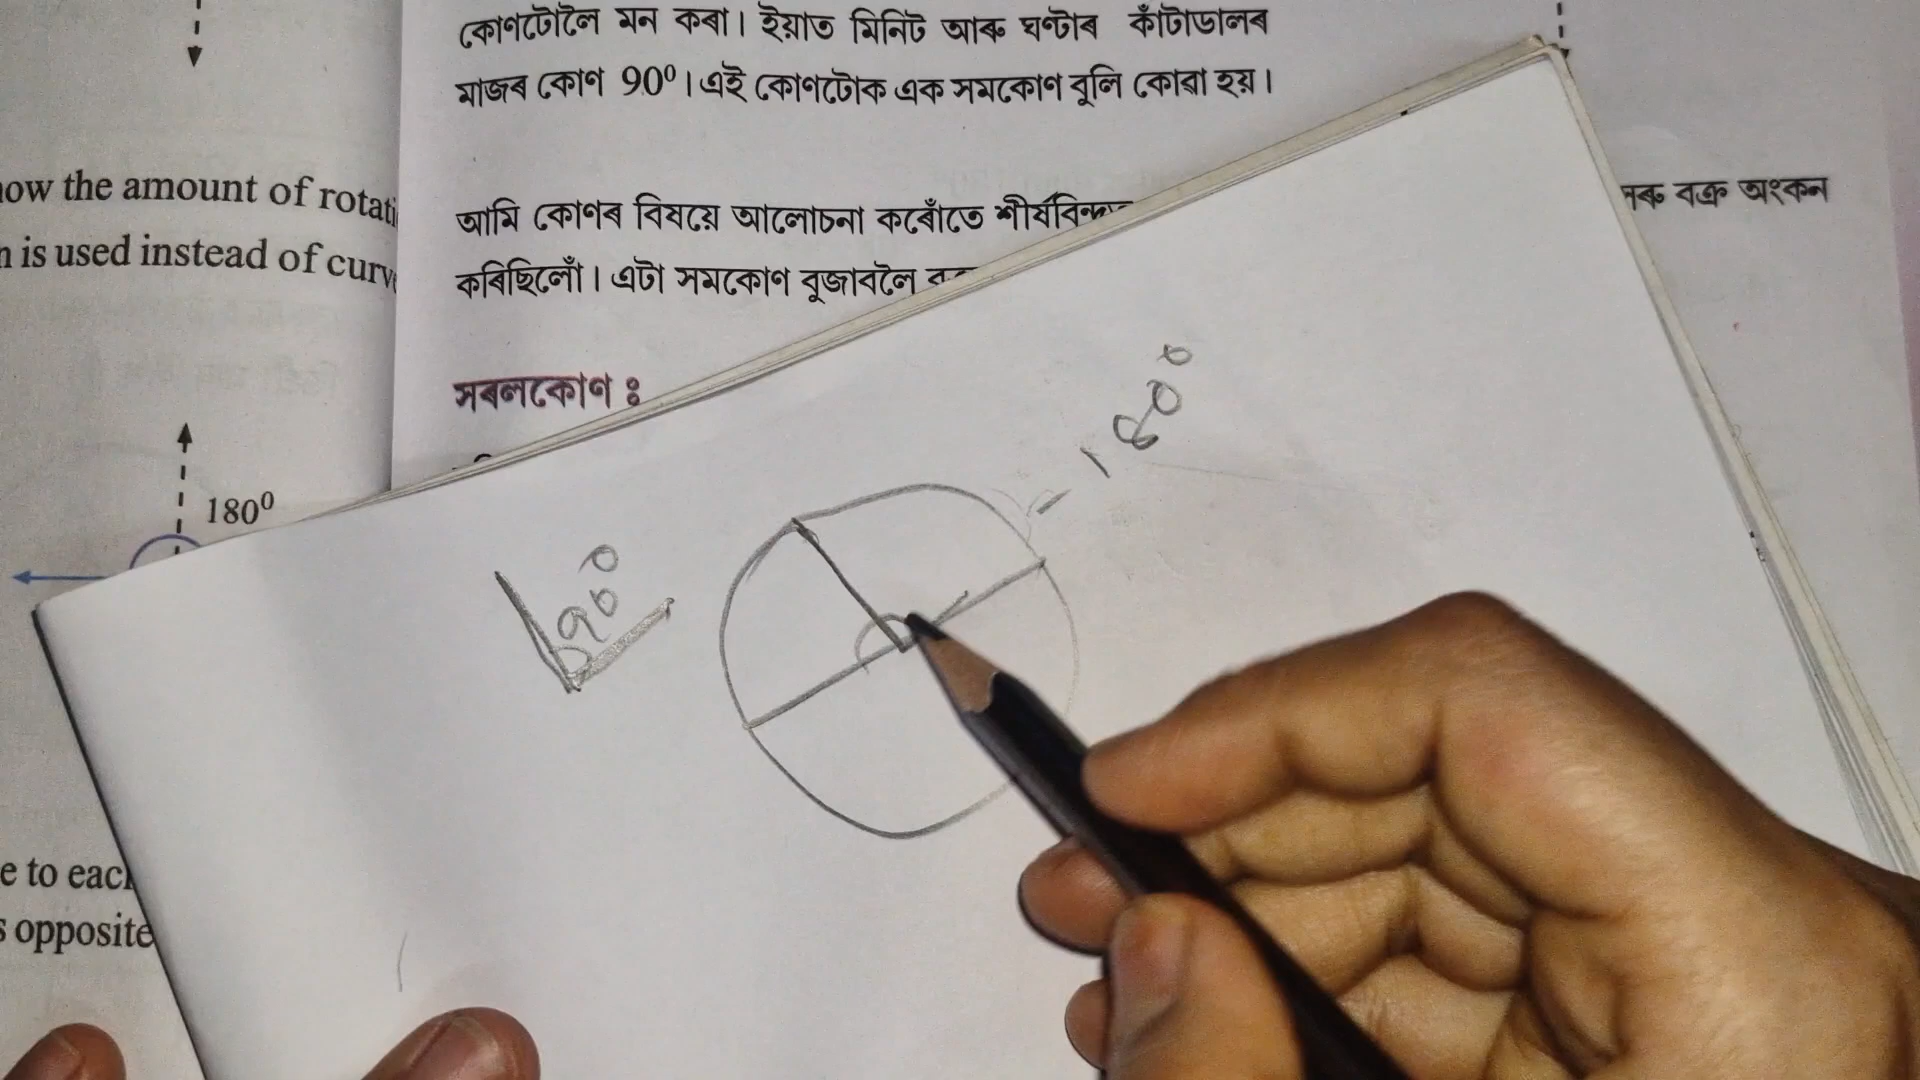 কোণটোলৈ মন কৰা। ইয়াত মিনিট আৰু ঘণ্টাৰ কাঁটাডালৰ
মাজৰ কোণ 90⁰। এই কোণটোক এক সমকোণ বুলি কোৱা হয়।
ow the amount of rotati
আমি কোণৰ বিষয়ে আলোচনা কৰোঁতে শীৰ্ষবিন্দুত
বক্ৰ অংকন
is used instead of curv
কৰিছিলোঁ। এটা সমকোণ বুজাবলৈ
সৰলকোণ ঃ
180⁰
180⁰
90⁰
e to each
s opposite